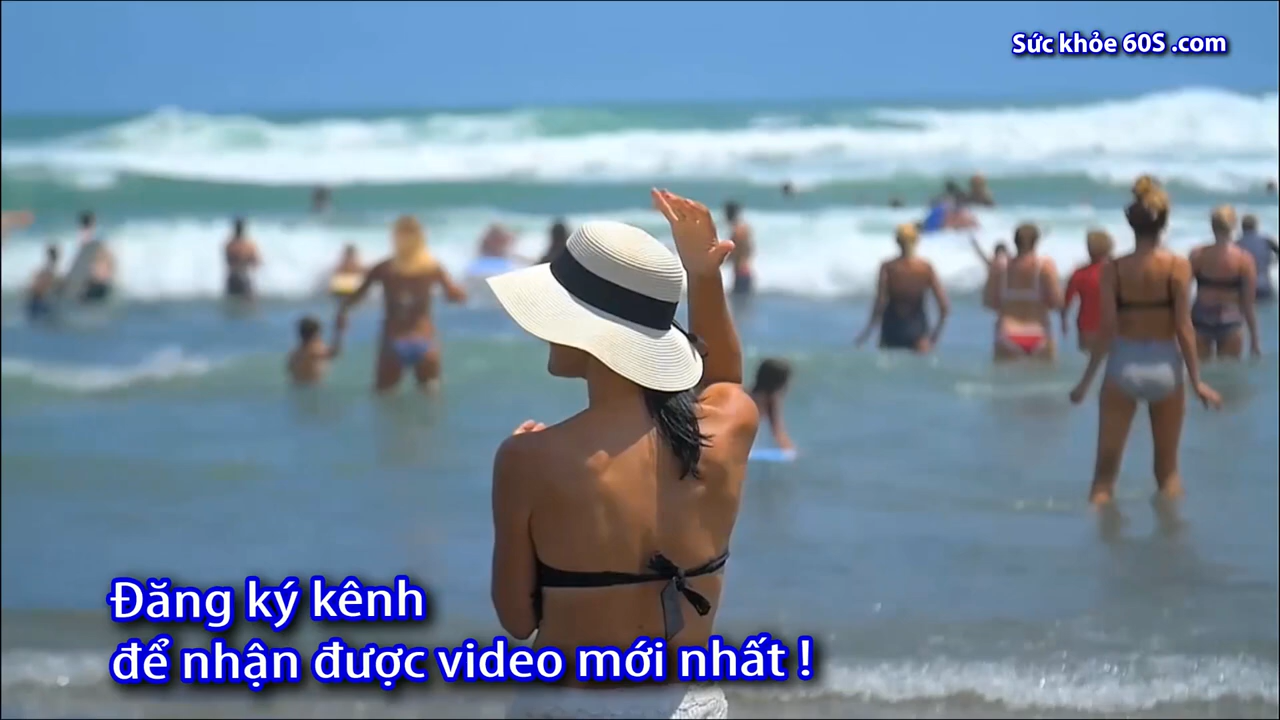 Sức khỏe 60S .com
Đăng ký kênh
để nhận được video mới nhất !